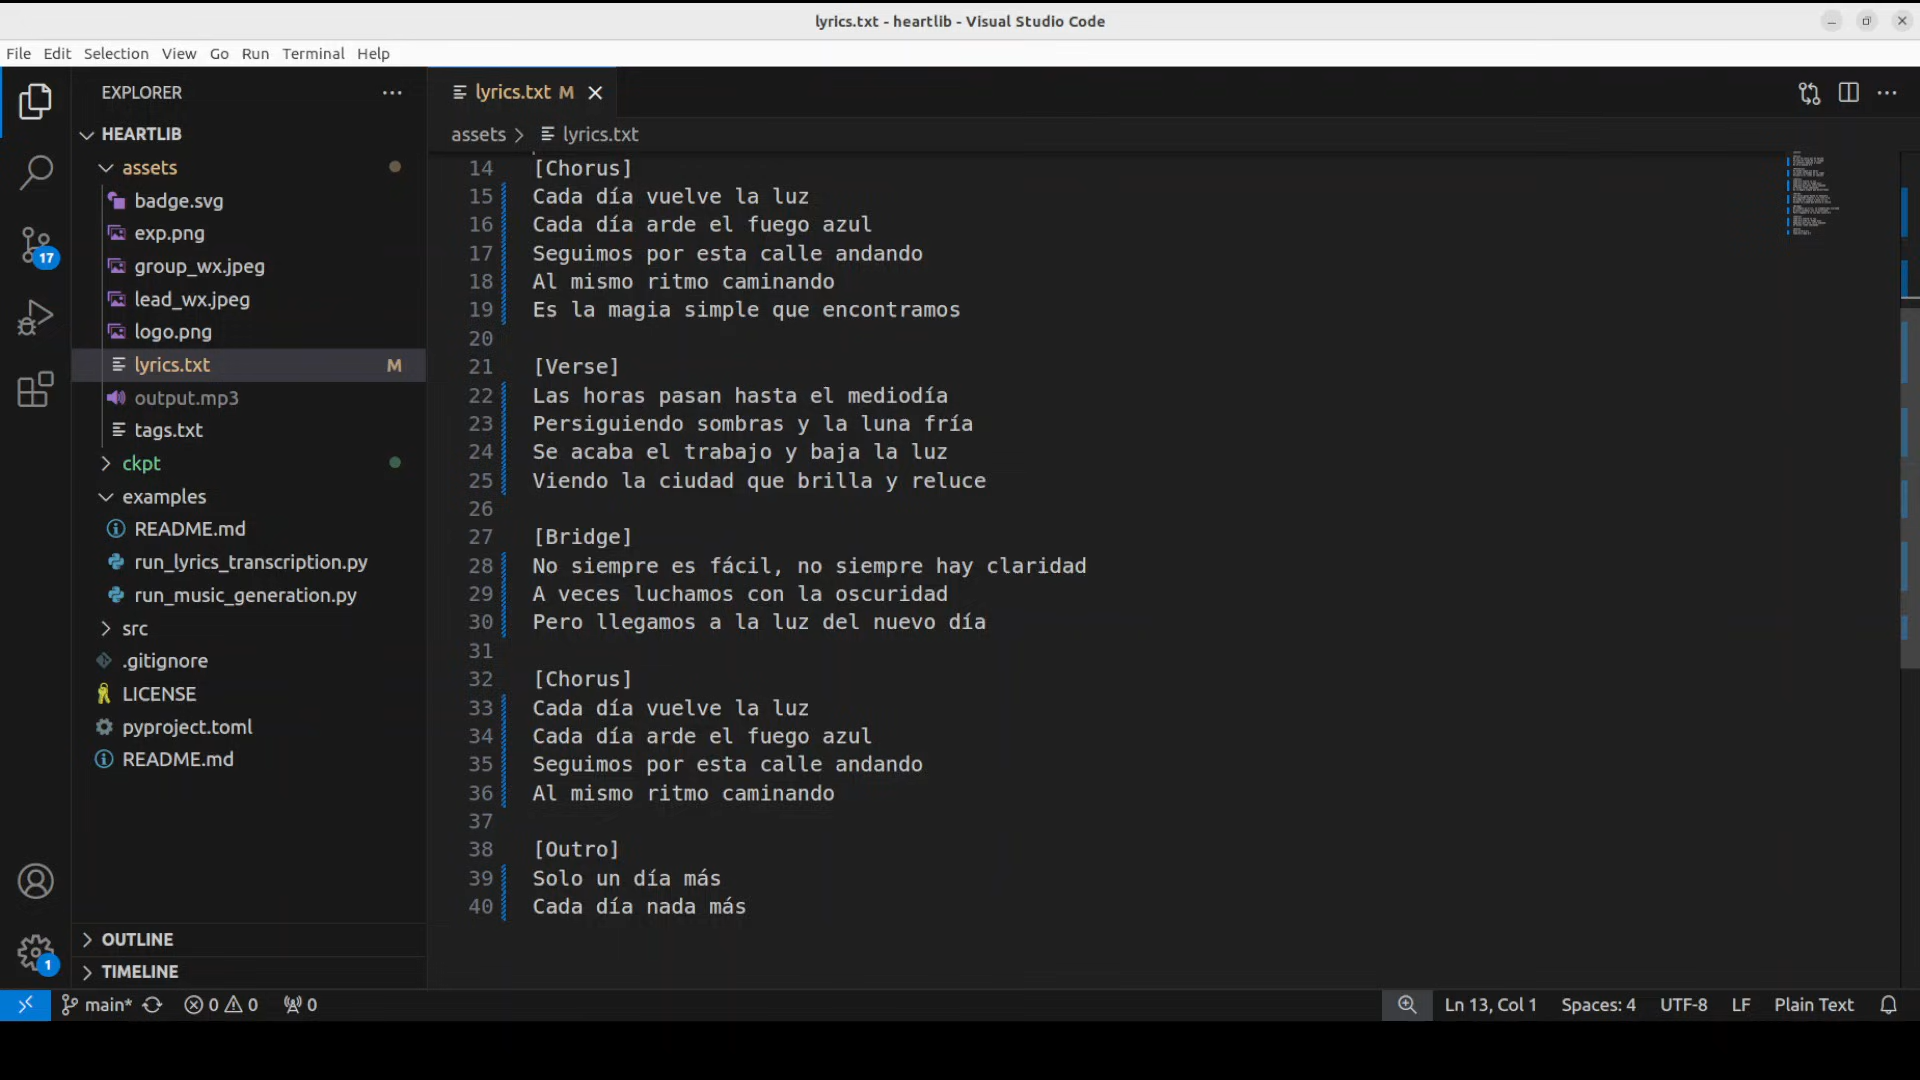 lyrics.txt - heartlib - Visual Studio Code
File Edit Selection View Go Run Terminal Help
EXPLORER
HEARTLIB
assets
badge.svg
exp.png
group_wx.jpeg
lead_wx.jpeg
logo.png
lyrics.txt M
output.mp3
tags.txt
ckpt
examples
README.md
run_lyrics_transcription.py
run_music_generation.py
src
.gitignore
LICENSE
pyproject.toml
README.md
OUTLINE
TIMELINE
17
1
lyrics.txt M
assets > lyrics.txt
14 [Chorus]
15 Cada día vuelve la luz
16 Cada día arde el fuego azul
17 Seguimos por esta calle andando
18 Al mismo ritmo caminando
19 Es la magia simple que encontramos
20
21 [Verse]
22 Las horas pasan hasta el mediodía
23 Persiguiendo sombras y la luna fría
24 Se acaba el trabajo y baja la luz
25 Viendo la ciudad que brilla y reluce
26
27 [Bridge]
28 No siempre es fácil, no siempre hay claridad
29 A veces luchamos con la oscuridad
30 Pero llegamos a la luz del nuevo día
31
32 [Chorus]
33 Cada día vuelve la luz
34 Cada día arde el fuego azul
35 Seguimos por esta calle andando
36 Al mismo ritmo caminando
37
38 [Outro]
39 Solo un día más
40 Cada día nada más
main* 0 0 0 Ln 13, Col 1 Spaces: 4 UTF-8 LF Plain Text